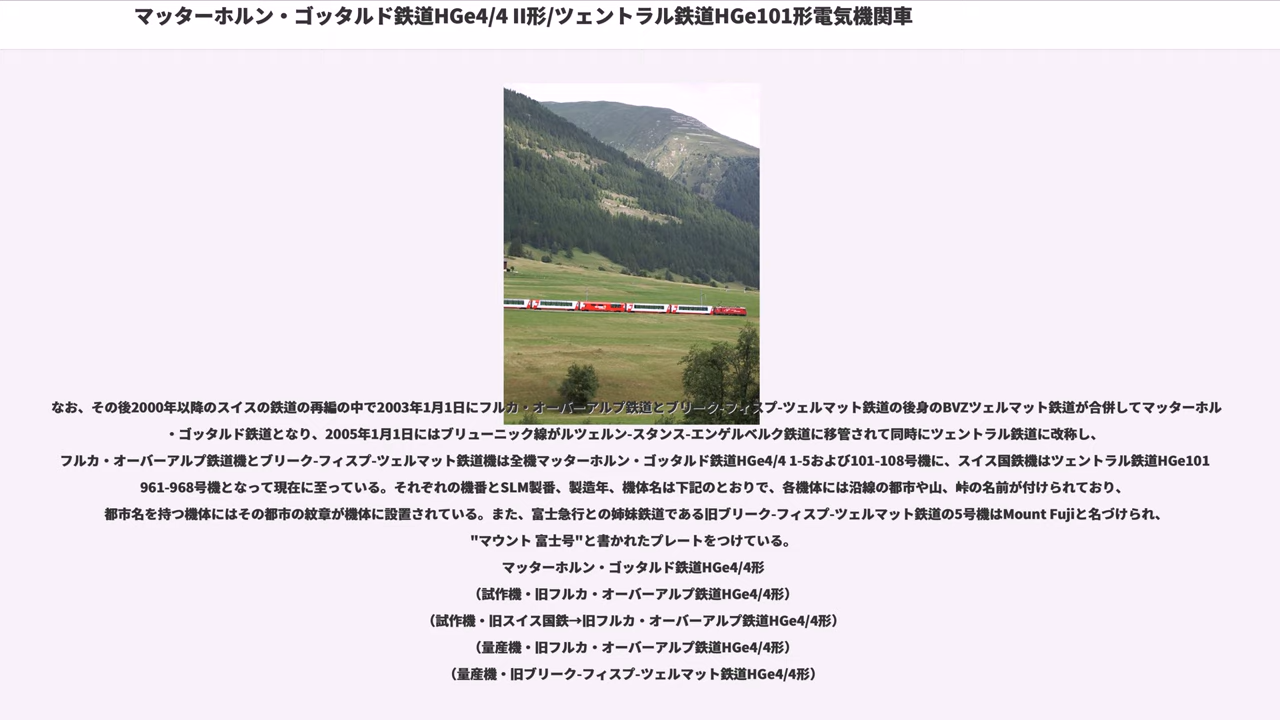 マッターホルン・ゴッタルド鉄道HGe4/4 II形/ツェントラル鉄道HGe101形電気機関車
なお、その後2000年以降のスイスの鉄道の再編の中で2003年1月1日にフルカ・オーバーアルプ鉄道とブリーク-フィスプ-ツェルマット鉄道の後身のBVZツェルマット鉄道が合併してマッターホル
・ゴッタルド鉄道となり、2005年1月1日にはブリューニック線がルツェルン-スタンス-エンゲルベルク鉄道に移管されて同時にツェントラル鉄道に改称し、
フルカ・オーバーアルプ鉄道機とブリーク-フィスプ-ツェルマット鉄道機は全機マッターホルン・ゴッタルド鉄道HGe4/4 1-5および101-108号機に、スイス国鉄機はツェントラル鉄道HGe101
961-968号機となって現在に至っている。それぞれの機番とSLM製番、製造年、機体名は下記のとおりで、各機体には沿線の都市や山、峠の名前が付けられており、
都市名を持つ機体にはその都市の紋章が機体に設置されている。また、富士急行との姉妹鉄道である旧ブリーク-フィスプ-ツェルマット鉄道の5号機はMount Fujiと名づけられ、
"マウント 富士号"と書かれたプレートをつけている。
マッターホルン・ゴッタルド鉄道HGe4/4形
（試作機・旧フルカ・オーバーアルプ鉄道HGe4/4形）
（試作機・旧スイス国鉄→旧フルカ・オーバーアルプ鉄道HGe4/4形）
（量産機・旧フルカ・オーバーアルプ鉄道HGe4/4形）
（量産機・旧ブリーク-フィスプ-ツェルマット鉄道HGe4/4形）